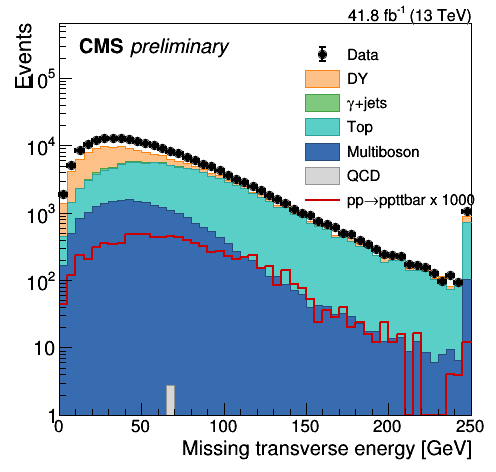 41.8 fb⁻¹ (13 TeV)
CMS preliminary
Events
Data
DY
γ+jets
Top
Multiboson
QCD
pp→ppttbar x 1000
10⁵
10⁴
10³
10²
10
1
0 50 100 150 200 250
Missing transverse energy [GeV]